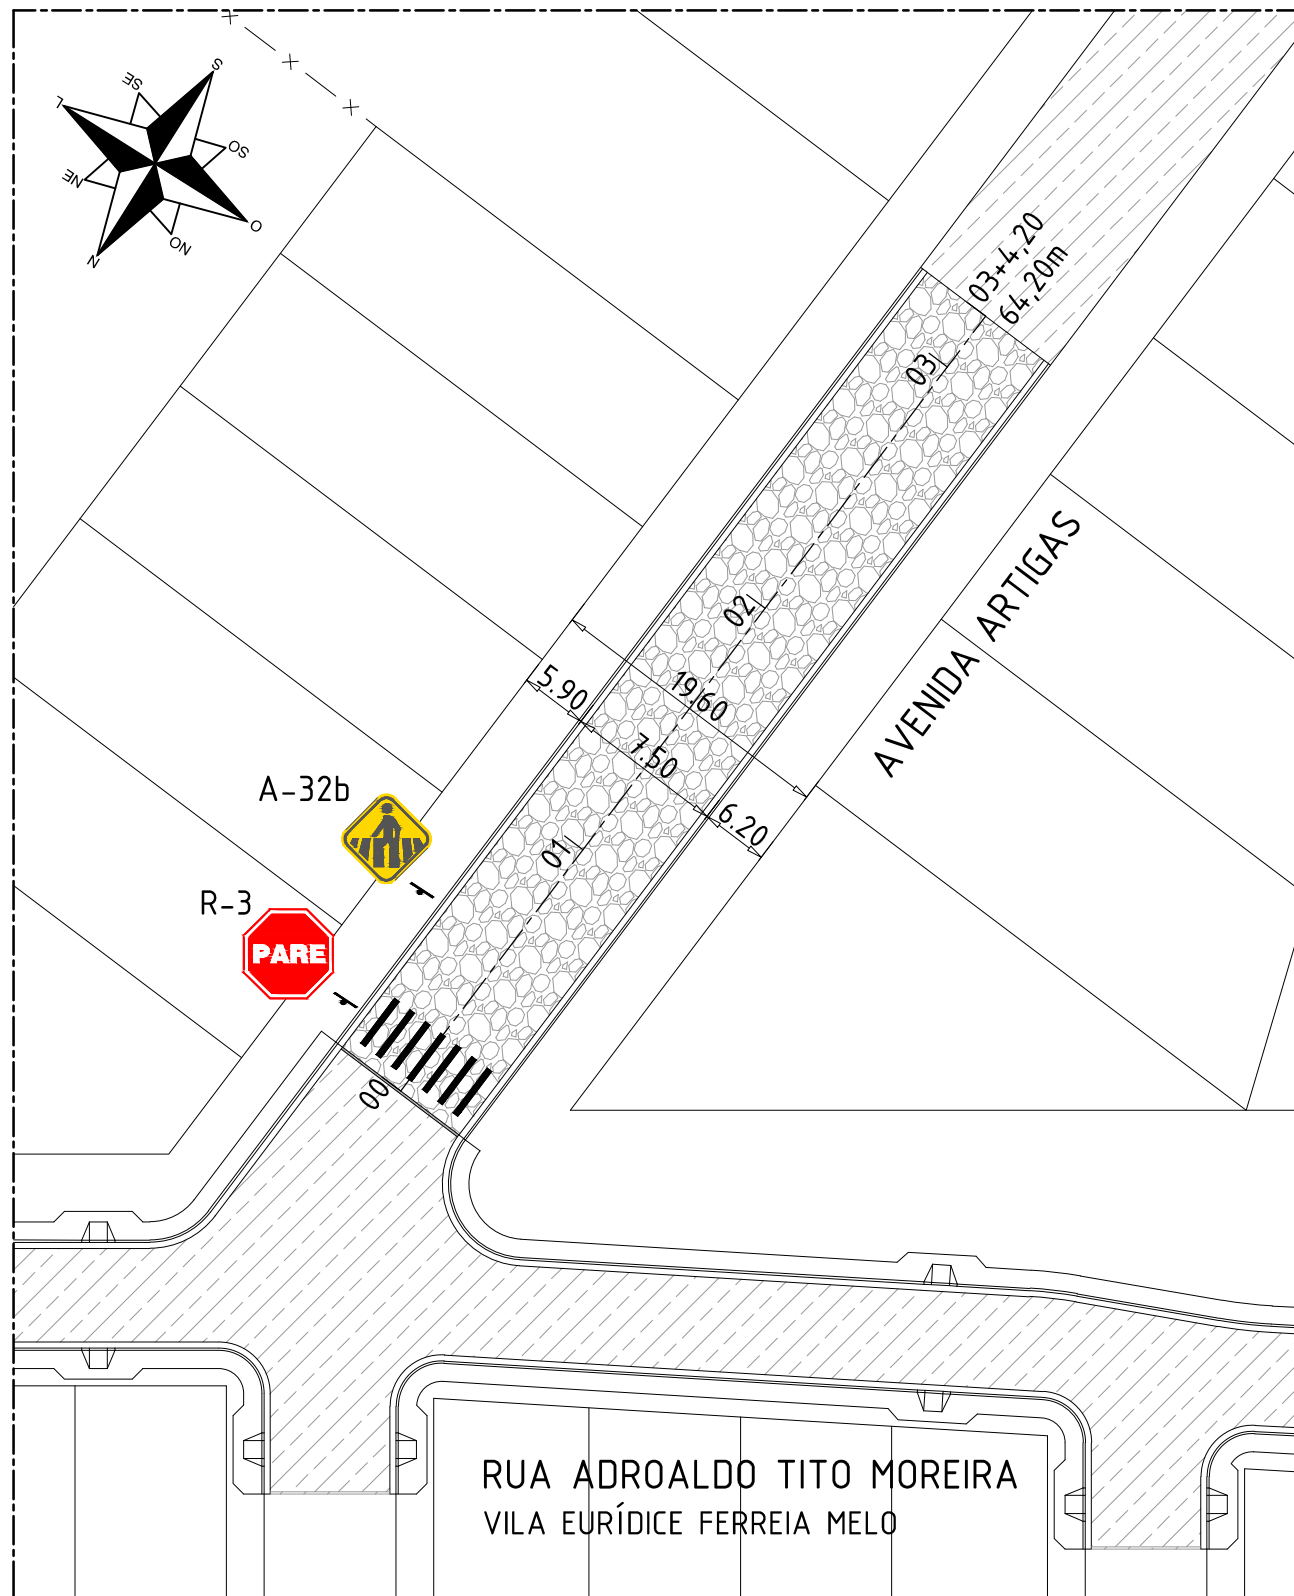 S
SE
L
SO
NE
O
NO
N
03+4,20
64,20m
03
02
AVENIDA ARTIGAS
5.90
19.60
7.50
6.20
01
A-32b
R-3
PARE
00
RUA ADROALDO TITO MOREIRA
VILA EURÍDICE FERREIA MELO